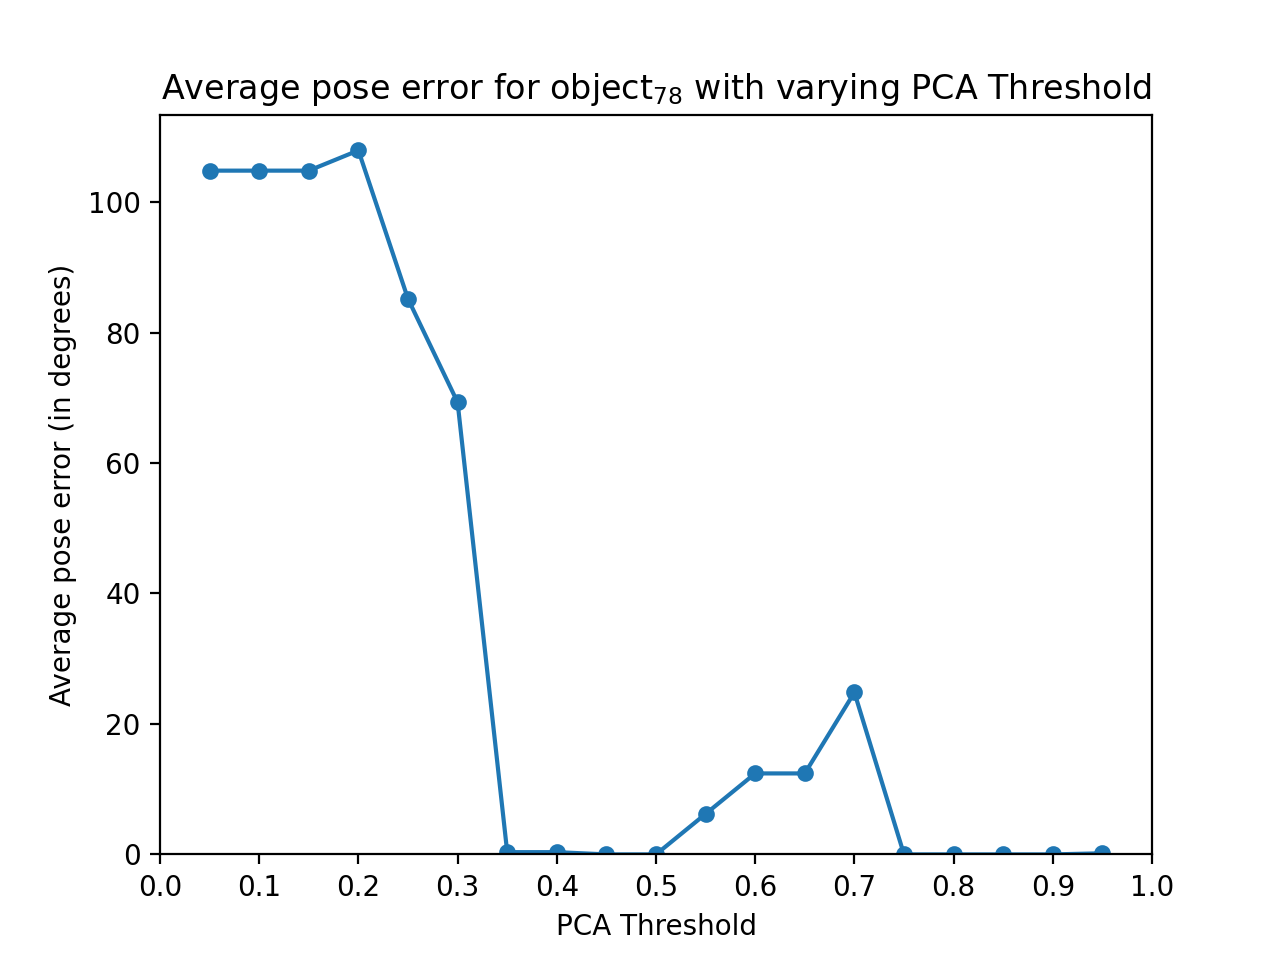 Average pose error for object₇₈ with varying PCA Threshold
Average pose error (in degrees)
100
80
60
40
20
0
0.0 0.1 0.2 0.3 0.4 0.5 0.6 0.7 0.8 0.9 1.0
PCA Threshold